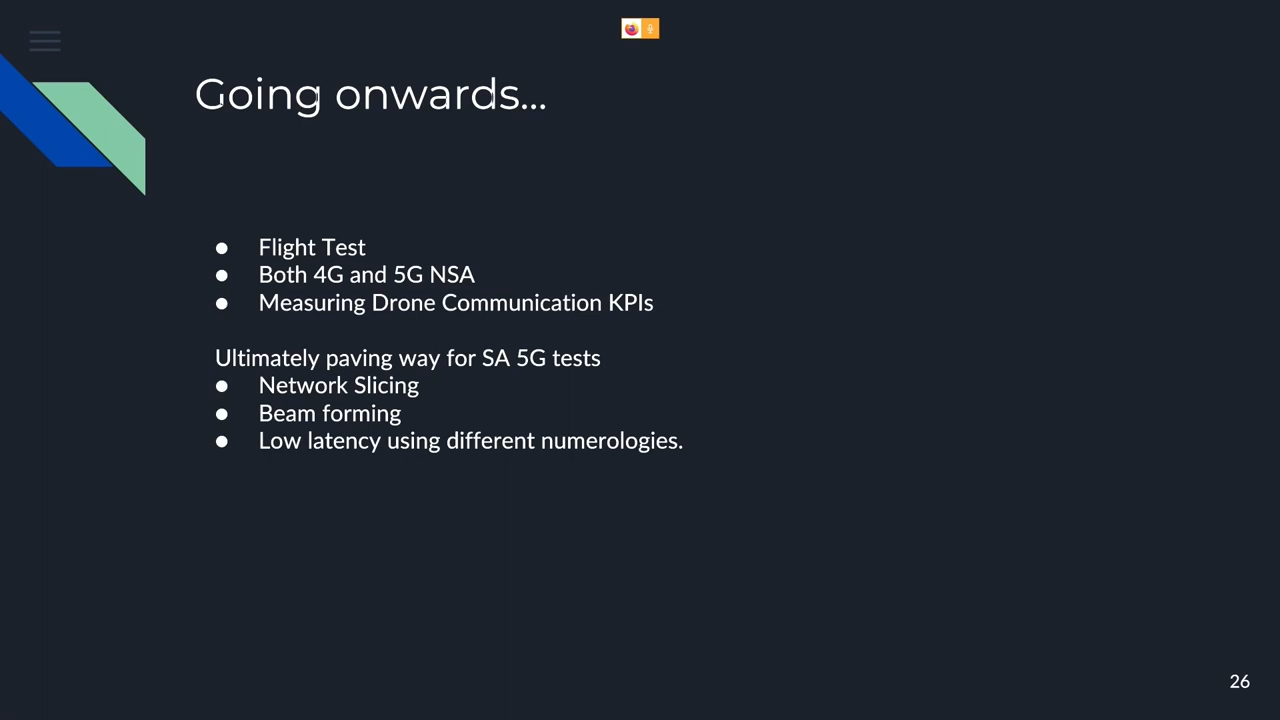 Going onwards...
● Flight Test
● Both 4G and 5G NSA
● Measuring Drone Communication KPIs
Ultimately paving way for SA 5G tests
● Network Slicing
● Beam forming
● Low latency using different numerologies.
26